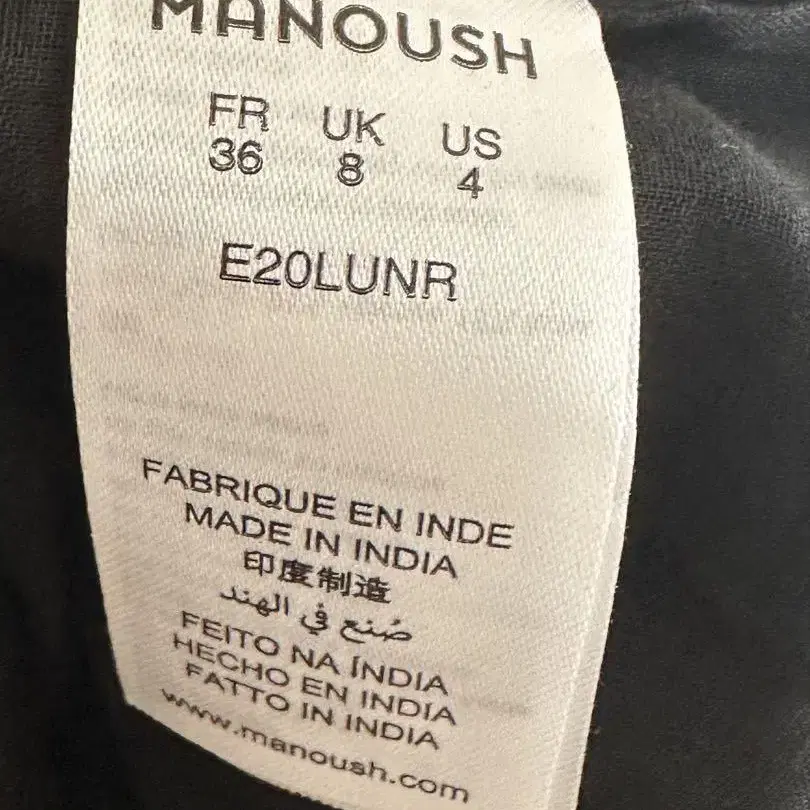 MANOUSH
FR UK US
36 8 4
E20LUNR
FABRIQUE EN INDE
MADE IN INDIA
印度制造
صُنع في الهند
FEITO NA ÍNDIA
HECHO EN INDIA
FATTO IN INDIA
www.manoush.com